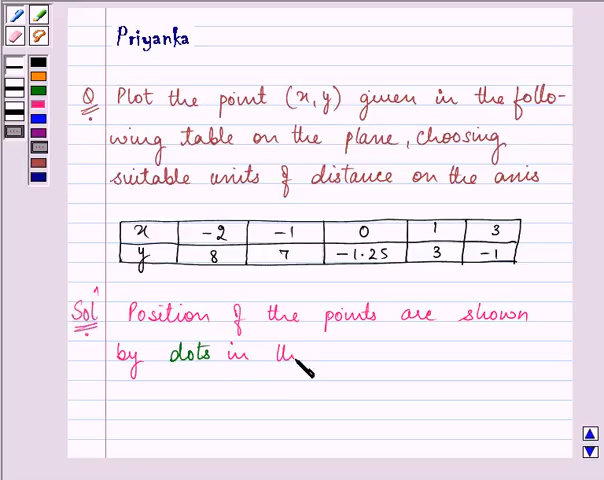 Priyanka
Q Plot the point (x, y) given in the follo-
wing table on the plane, choosing
suitable units of distance on the axis
x -2 -1 0 1 3
y 8 7 -1.25 3 -1
Solⁿ Position of the points are shown
by dots in